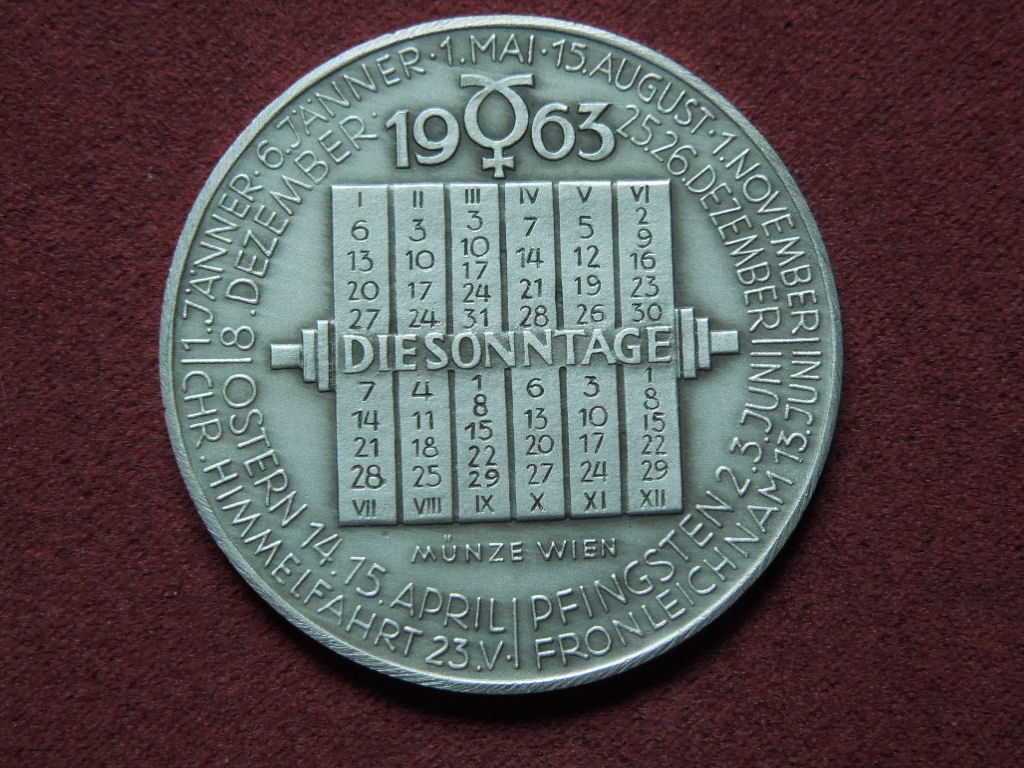 1. JÄNNER · 6. JÄNNER · 1. MAI · 15. AUGUST · 1. NOVEMBER
8. DEZEMBER · 25. 26. DEZEMBER
1963
I II III IV V VI
6 3 3 7 5 2
13 10 10 14 12 9
20 17 17 21 19 16
27 24 24 28 26 23
31 30
DIE SONNTAGE
7 4 1 6 3 1
14 11 8 13 10 8
21 18 15 20 17 15
28 25 22 27 24 22
29 29
VII VIII IX X XI XII
MÜNZE WIEN
OSTERN 14. 15. APRIL | PFINGSTEN 2. 3. JUNI
CHR. HIMMELFAHRT 23. V. | FRONLEICHNAM 13. JUNI